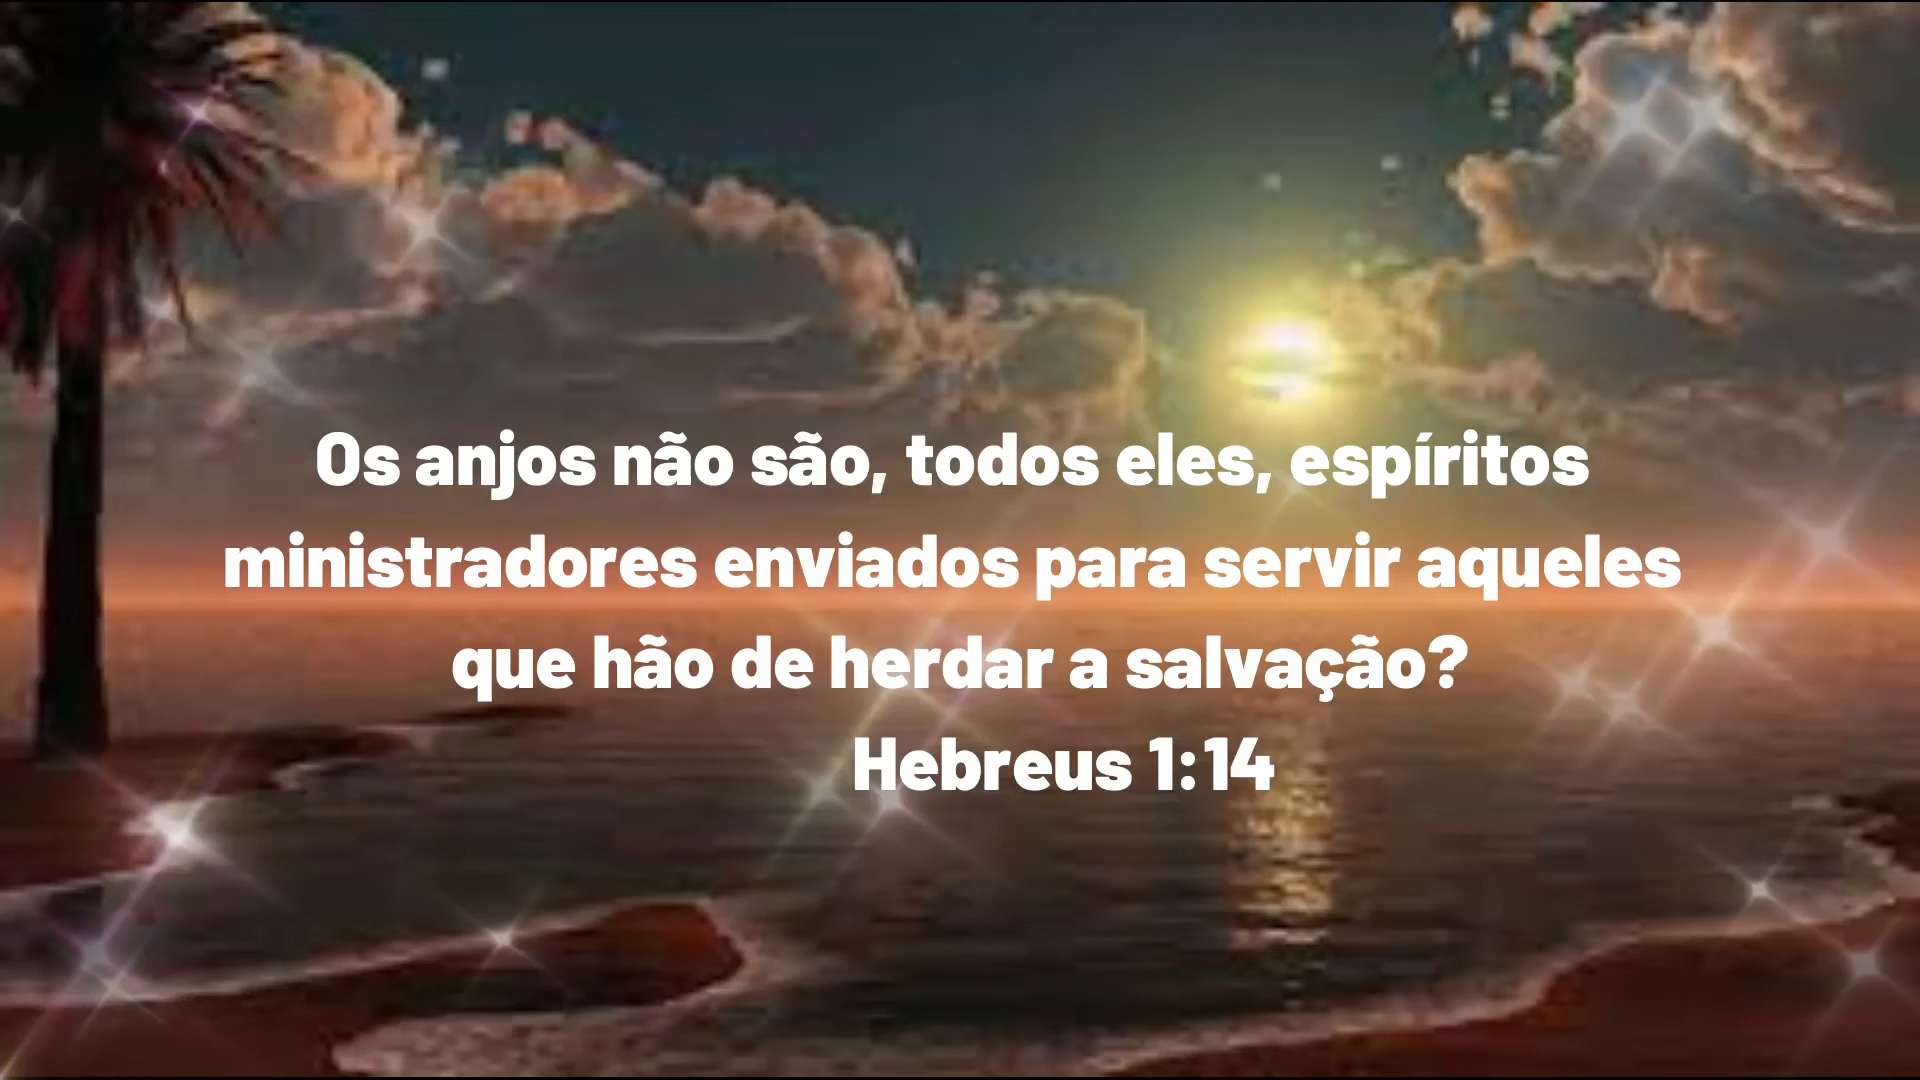 Os anjos não são, todos eles, espíritos
ministradores enviados para servir aqueles
que hão de herdar a salvação?
Hebreus 1:14